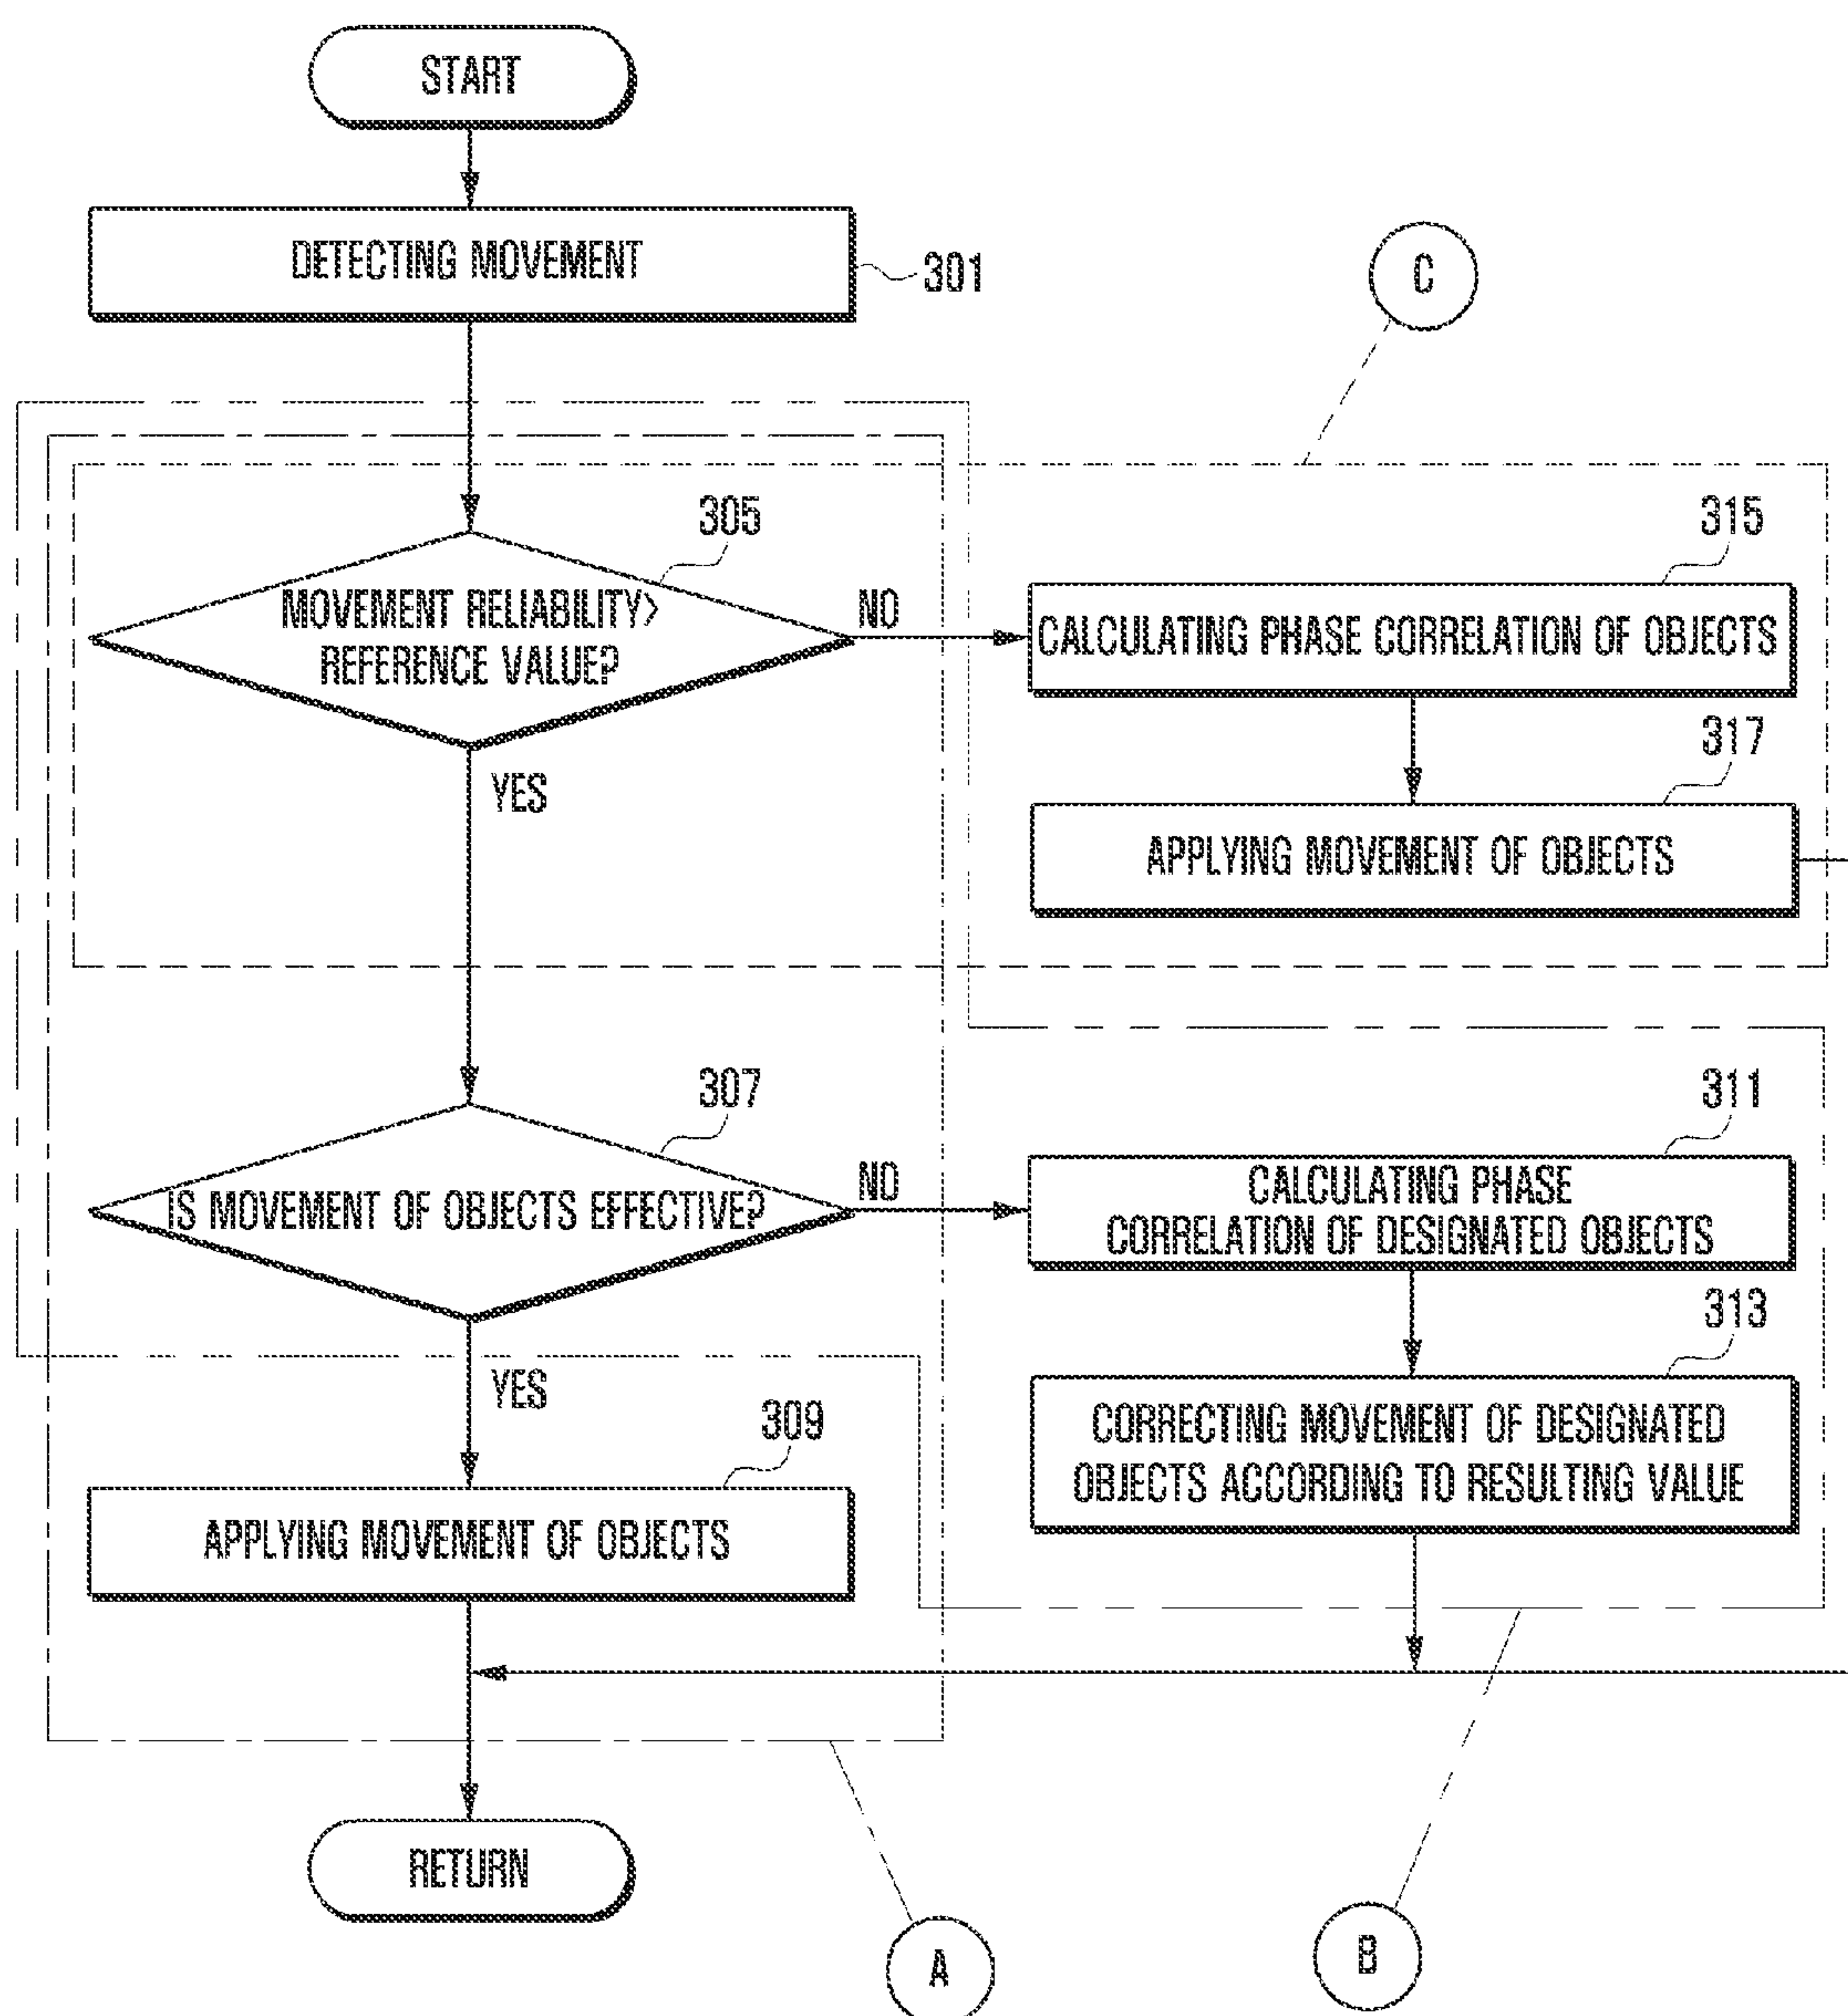 START
DETECTING MOVEMENT
301
C
305
MOVEMENT RELIABILITY>
REFERENCE VALUE?
NO
YES
315
CALCULATING PHASE CORRELATION OF OBJECTS
317
APPLYING MOVEMENT OF OBJECTS
307
IS MOVEMENT OF OBJECTS EFFECTIVE?
NO
YES
311
CALCULATING PHASE
CORRELATION OF DESIGNATED OBJECTS
313
CORRECTING MOVEMENT OF DESIGNATED
OBJECTS ACCORDING TO RESULTING VALUE
309
APPLYING MOVEMENT OF OBJECTS
RETURN
A
B